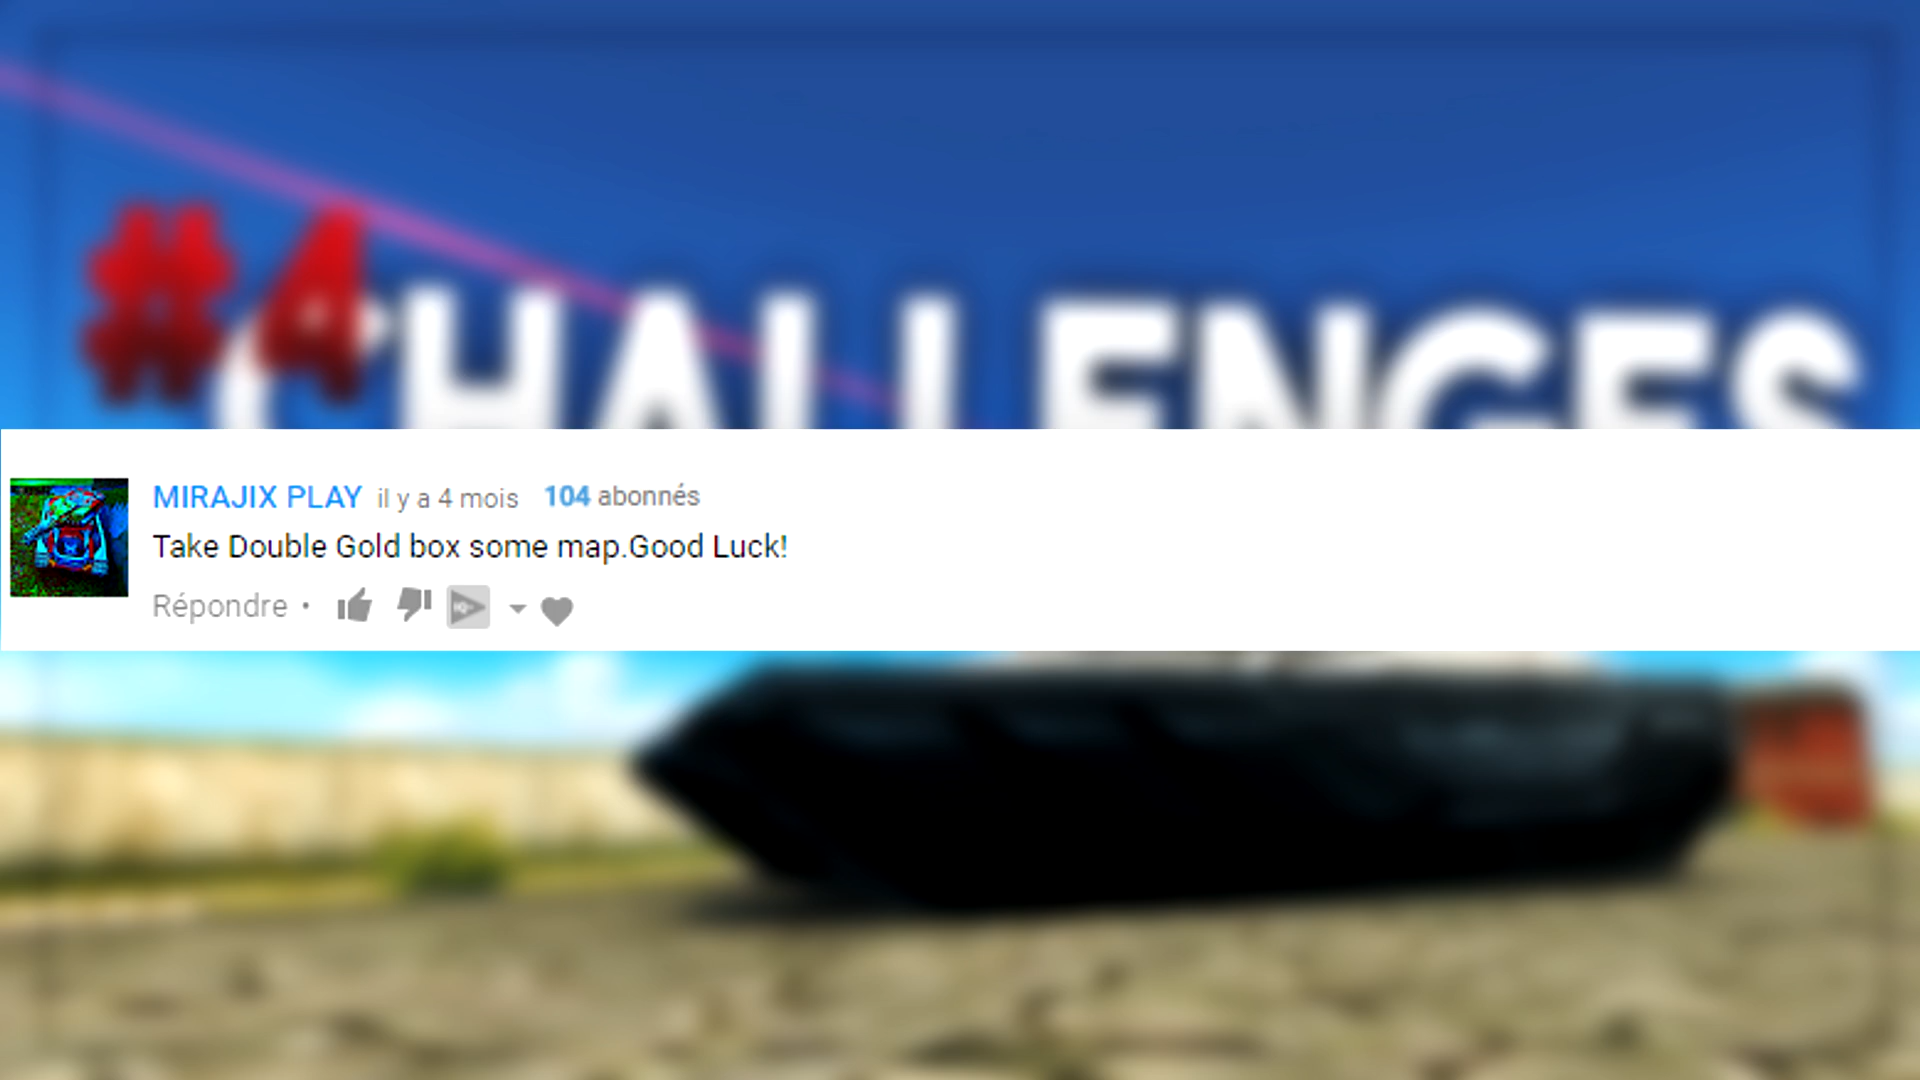 #4
CHALLENGES
MIRAJIX PLAY il y a 4 mois 104 abonnés
Take Double Gold box some map.Good Luck!
Répondre •